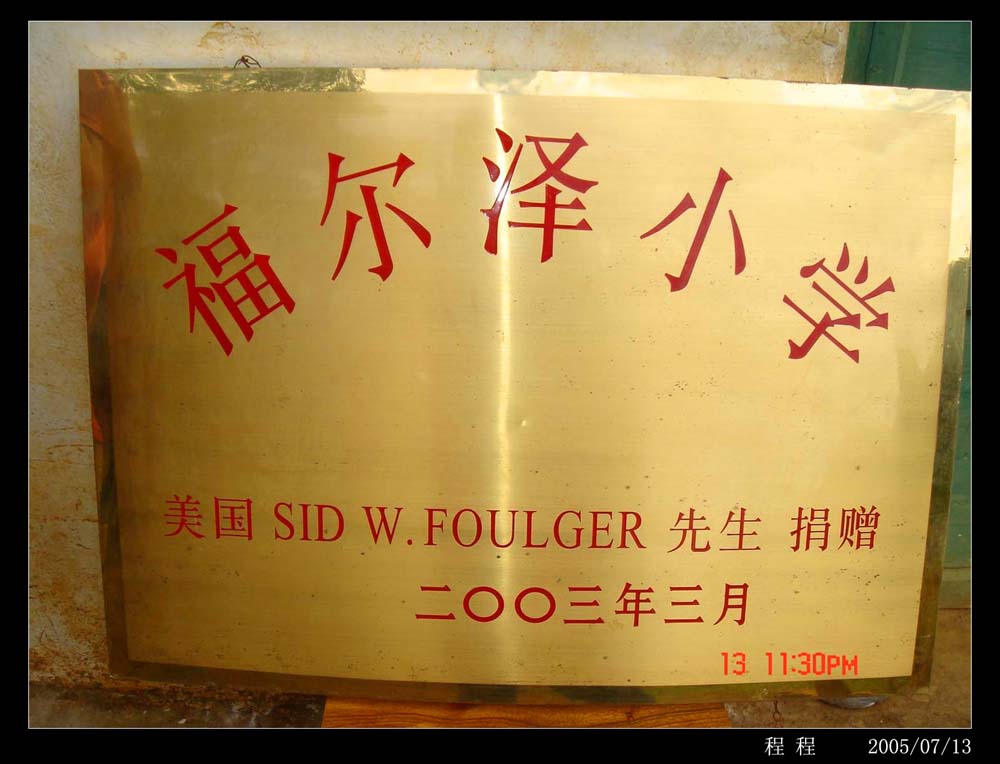 福尔泽小学
美国 SID W. FOULGER 先生 捐赠
二〇〇三年三月
13 11:30PM
程 程 2005/07/13